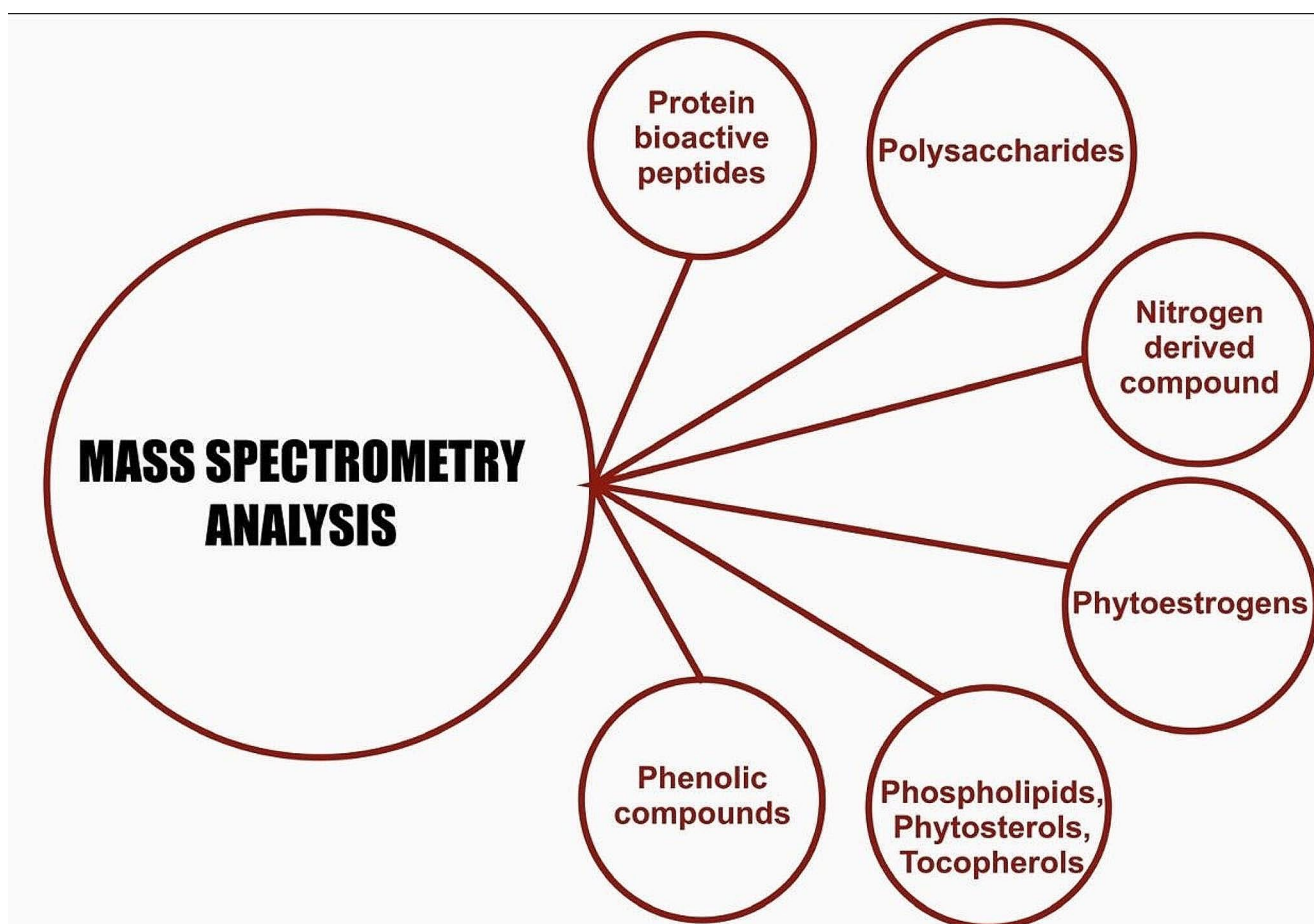 MASS SPECTROMETRY
ANALYSIS
Protein
bioactive
peptides
Polysaccharides
Nitrogen
derived
compound
Phytoestrogens
Phospholipids,
Phytosterols,
Tocopherols
Phenolic
compounds